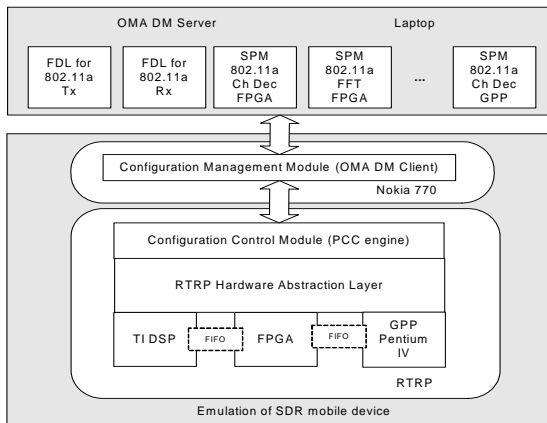 OMA DM Server
Laptop
FDL for
802.11a
Tx
FDL for
802.11a
Rx
SPM
802.11a
Ch Dec
FPGA
SPM
802.11a
FFT
FPGA
...
SPM
802.11a
Ch Dec
GPP
Configuration Management Module (OMA DM Client)
Nokia 770
Configuration Control Module (PCC engine)
RTRP Hardware Abstraction Layer
TI DSP
FIFO
FPGA
FIFO
GPP
Pentium
IV
RTRP
Emulation of SDR mobile device